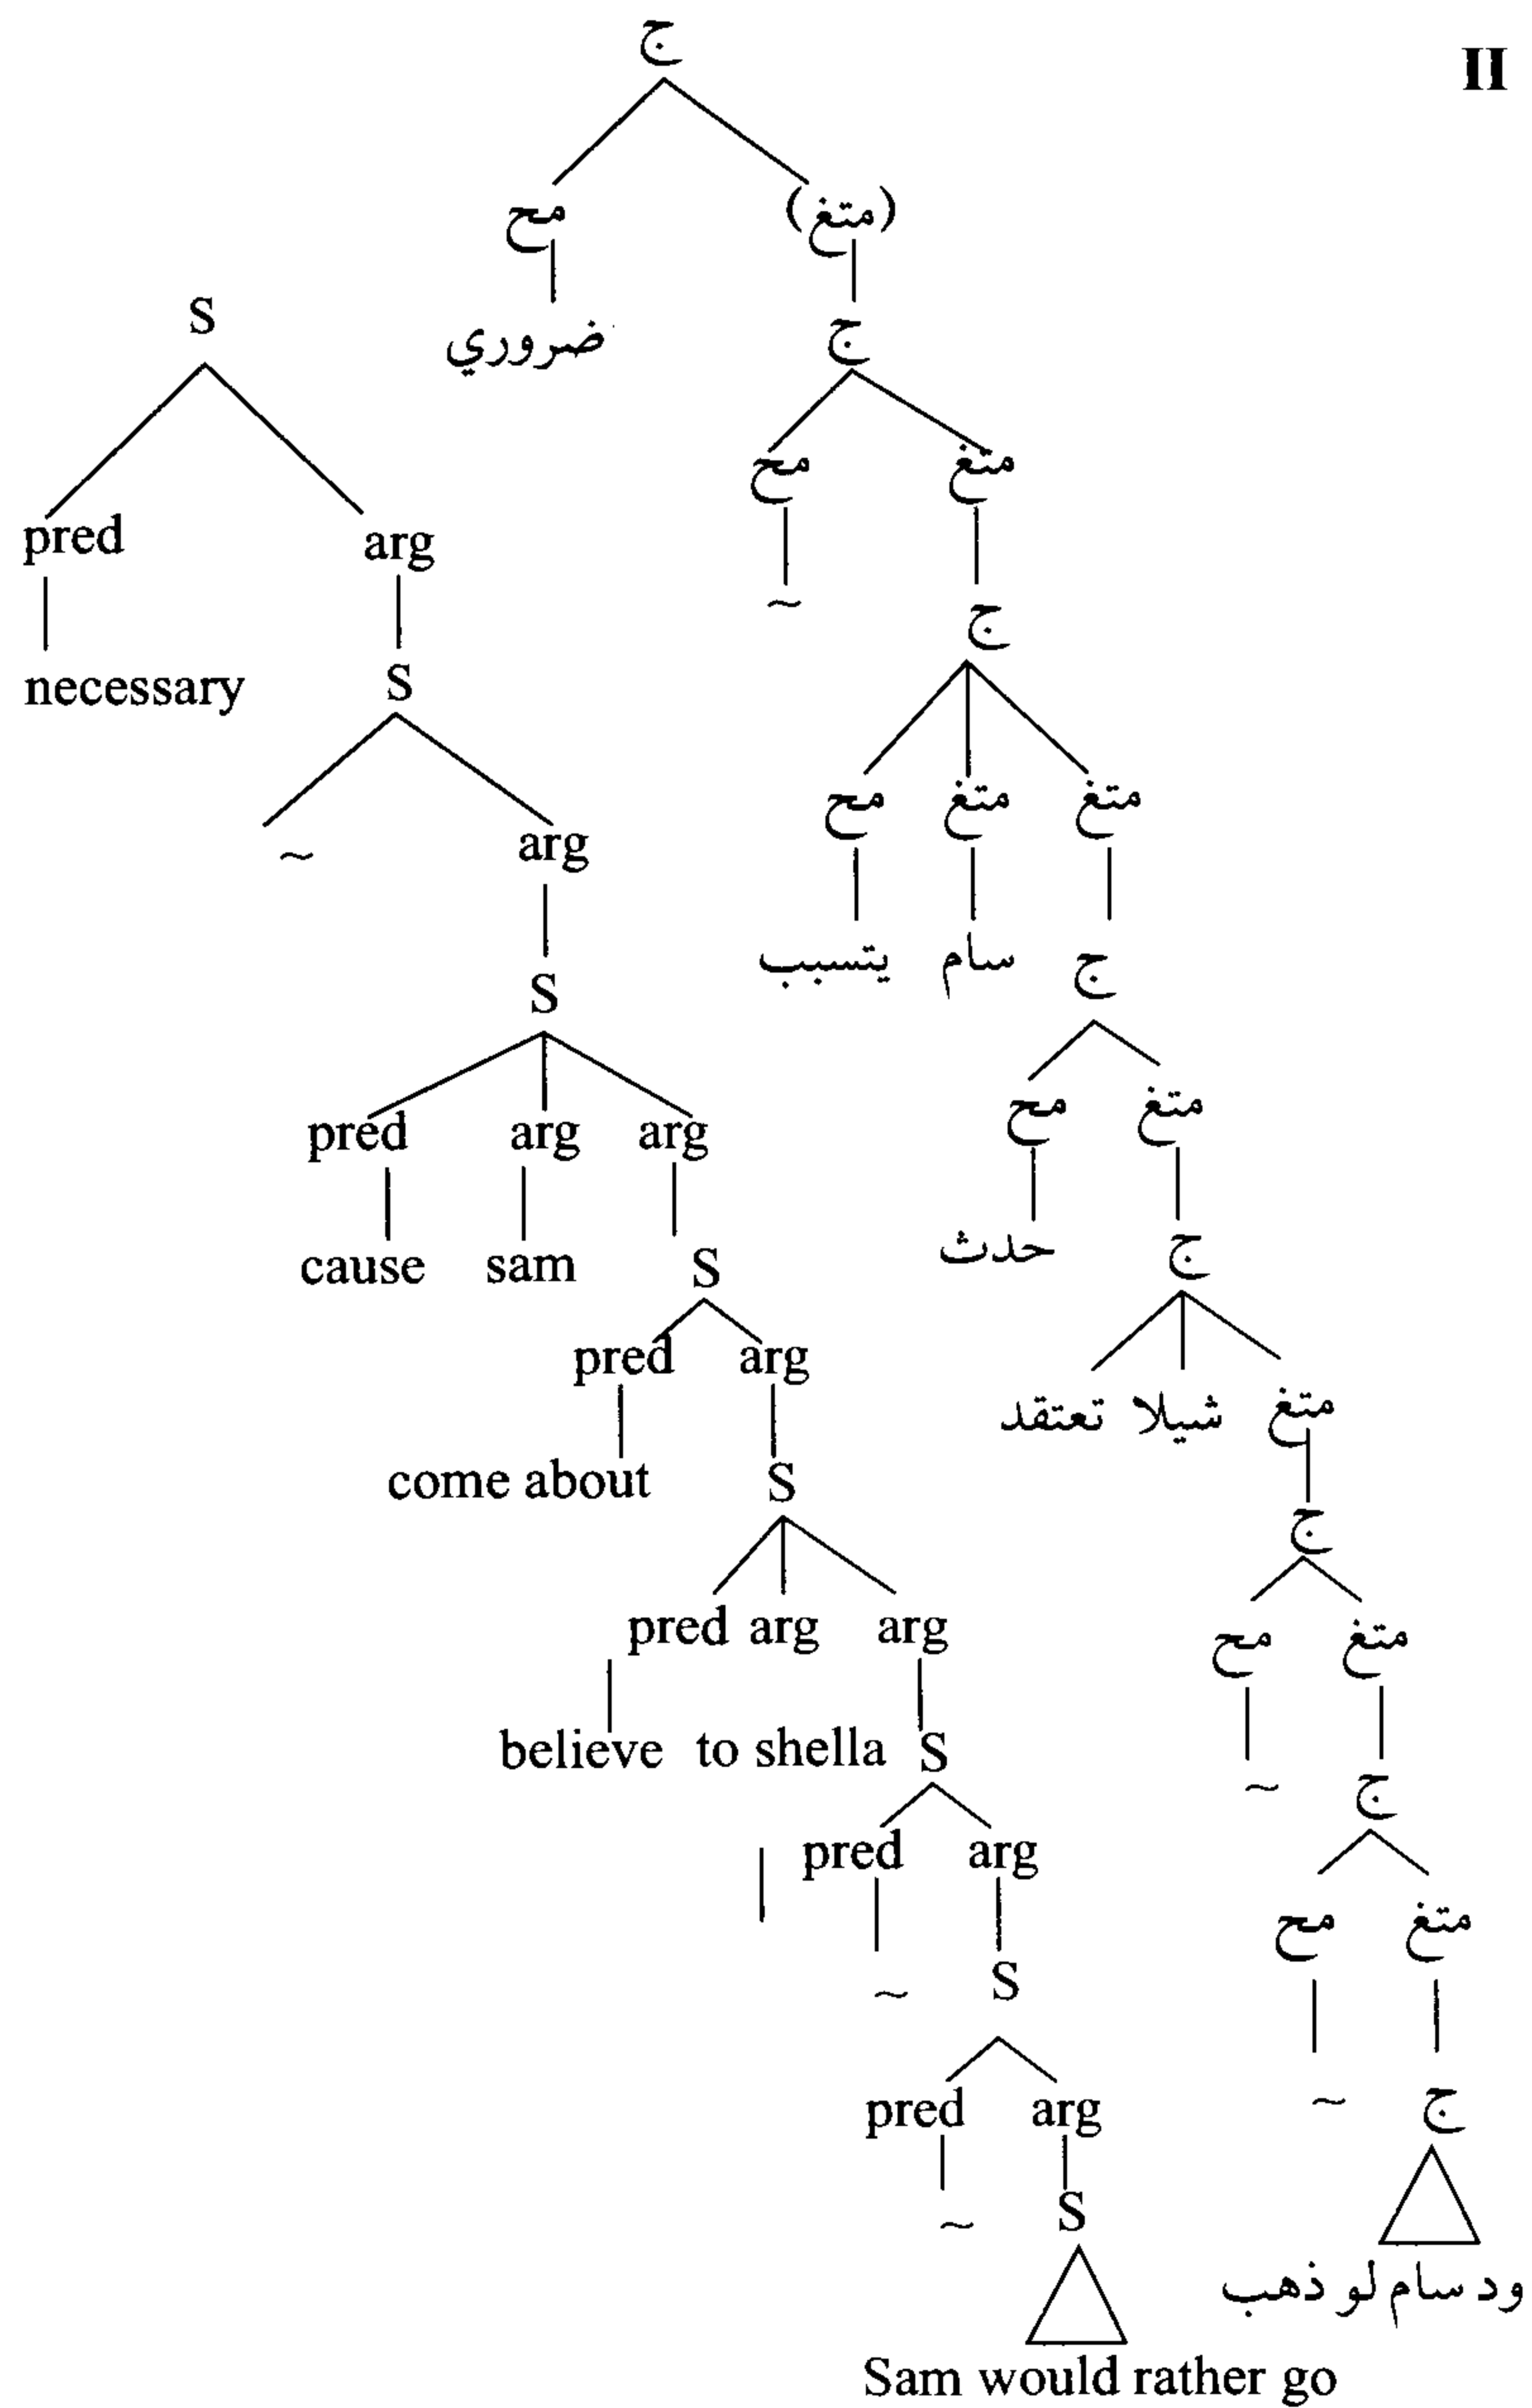 II
ج
مح (متغ)
ضروري ج
مح متغ
~ ج
مح متغ متغ
يتسبب سام ج
مح متغ
حدث ج
تعتقد شيلا متغ
ج
مح متغ
~ ج
مح متغ
~ ج
ود سام لو ذهب
S
pred arg
necessary S
~ arg
S
pred arg arg
cause sam S
pred arg
come about S
pred arg arg
believe to shella S
pred arg
~ S
pred arg
~ S
Sam would rather go